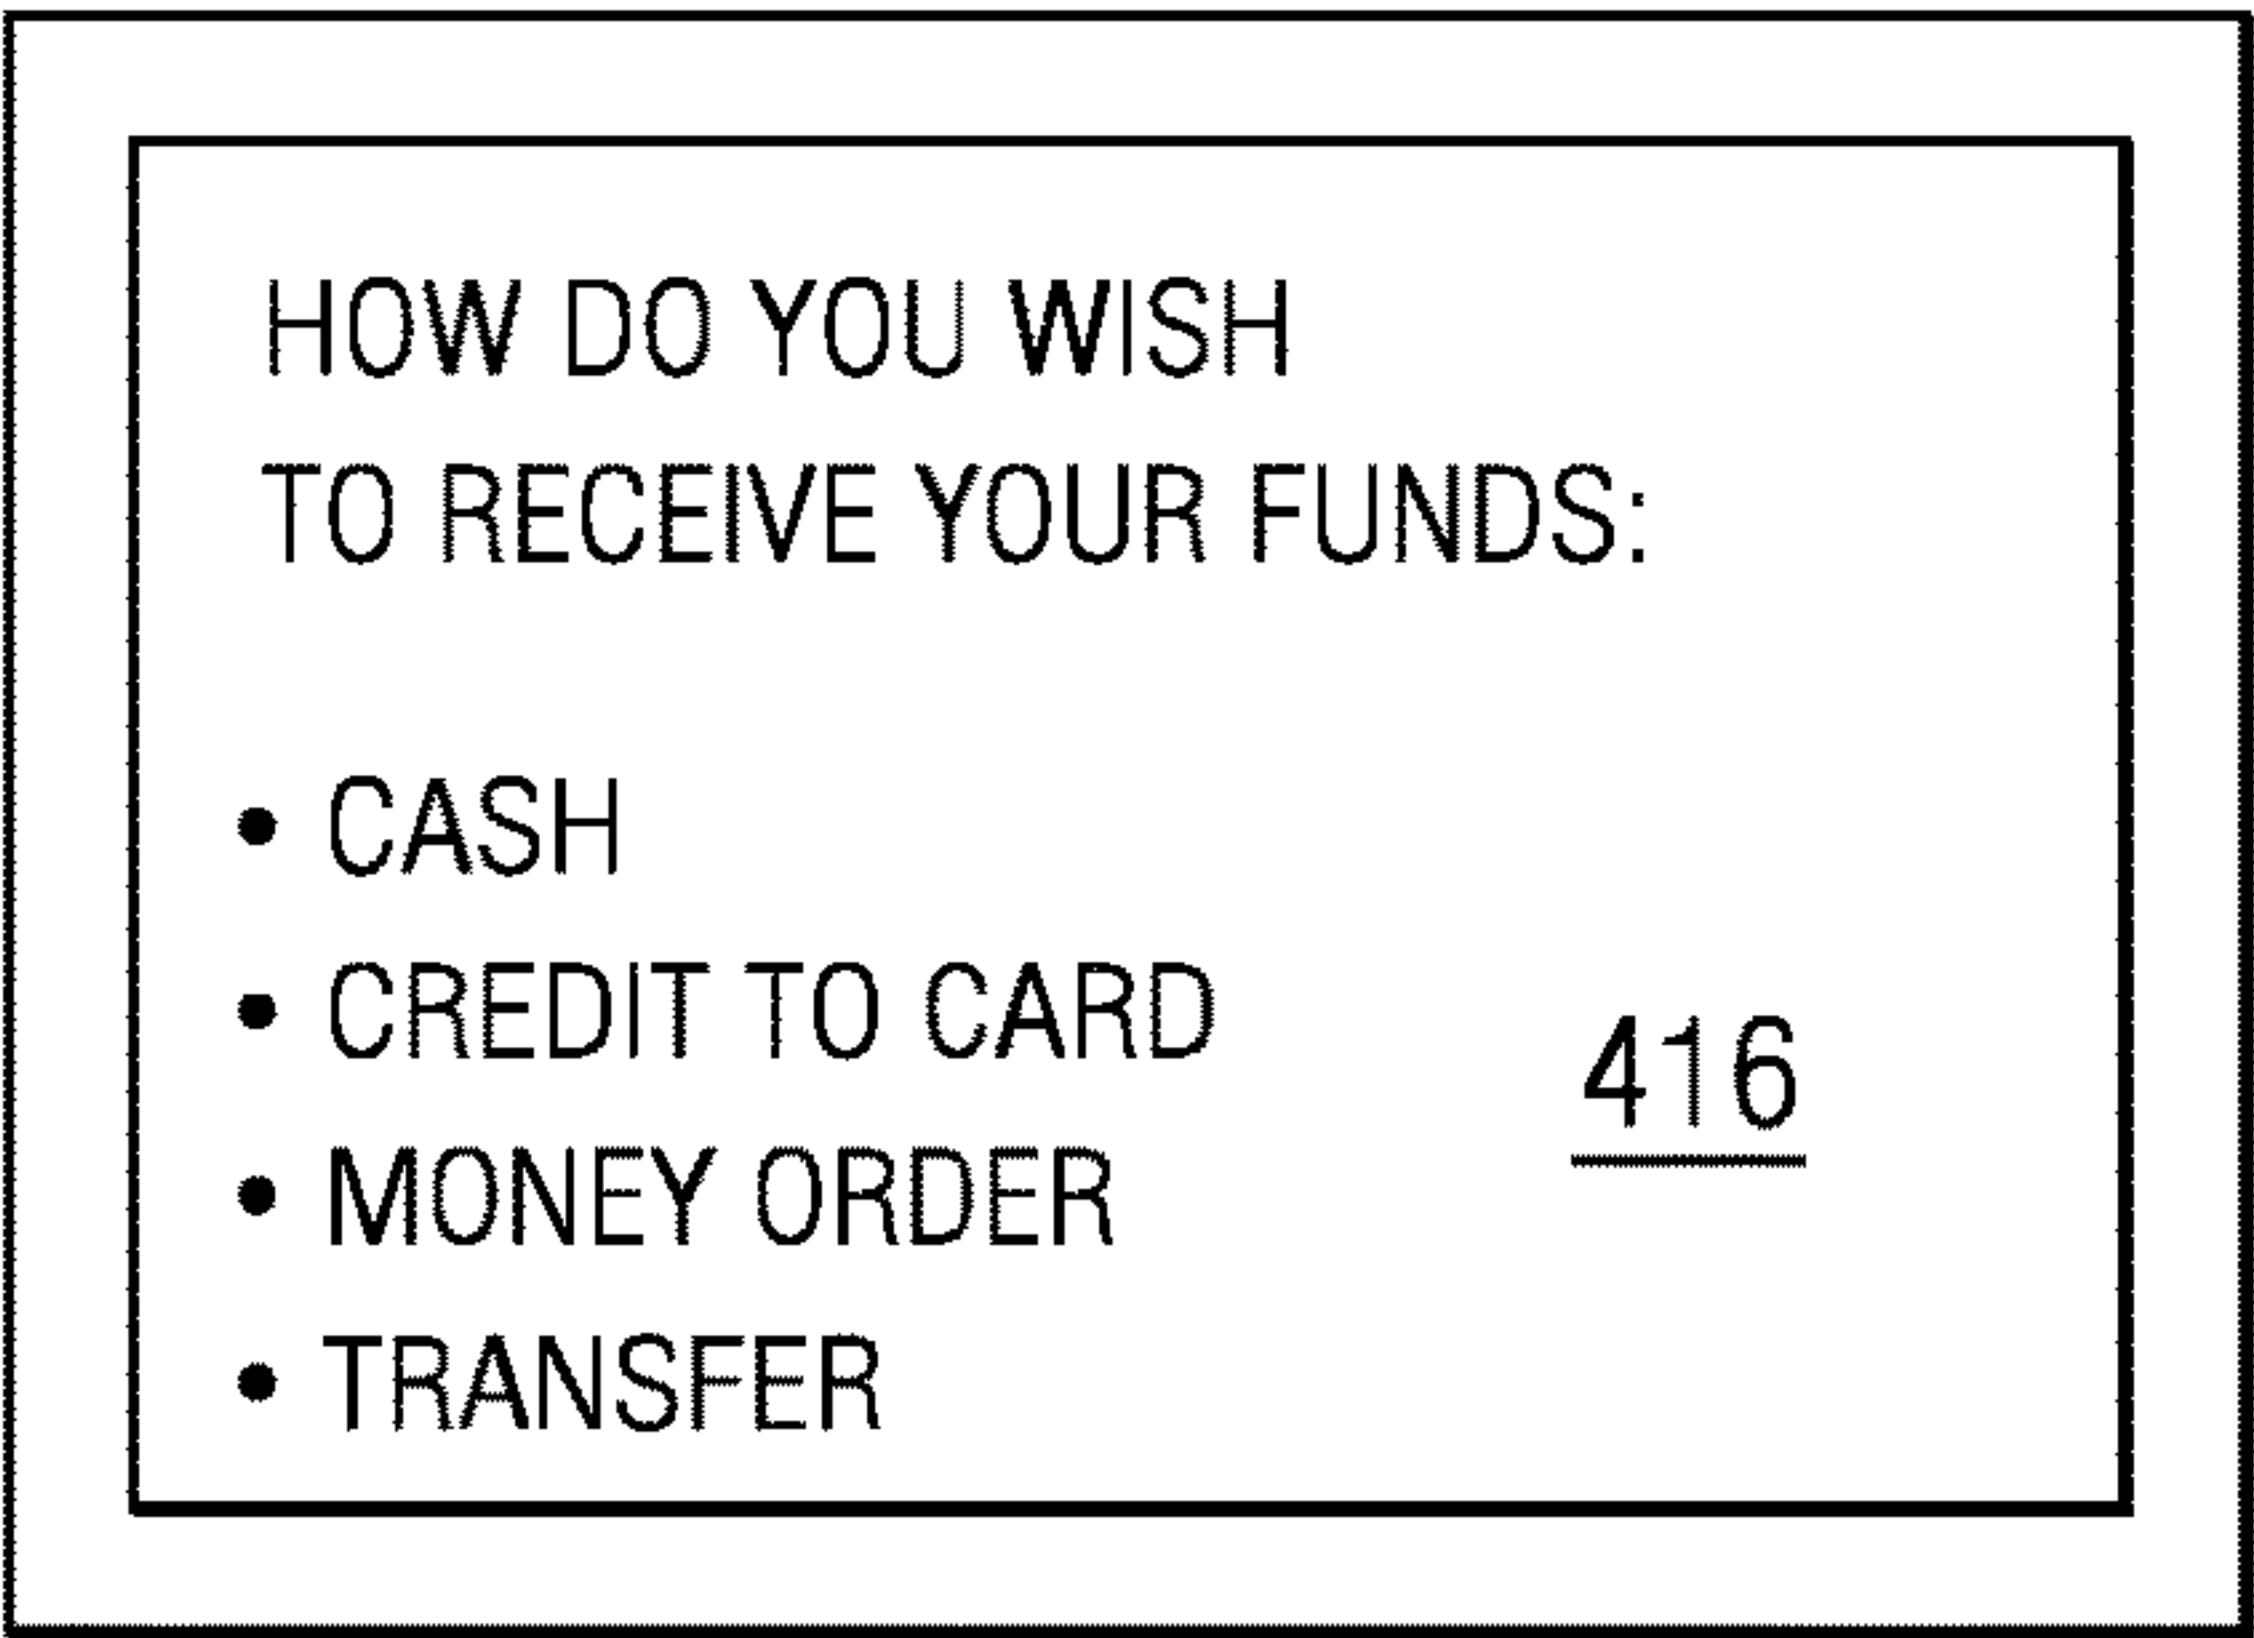 HOW DO YOU WISH
TO RECEIVE YOUR FUNDS:
• CASH
• CREDIT TO CARD
• MONEY ORDER
• TRANSFER
416